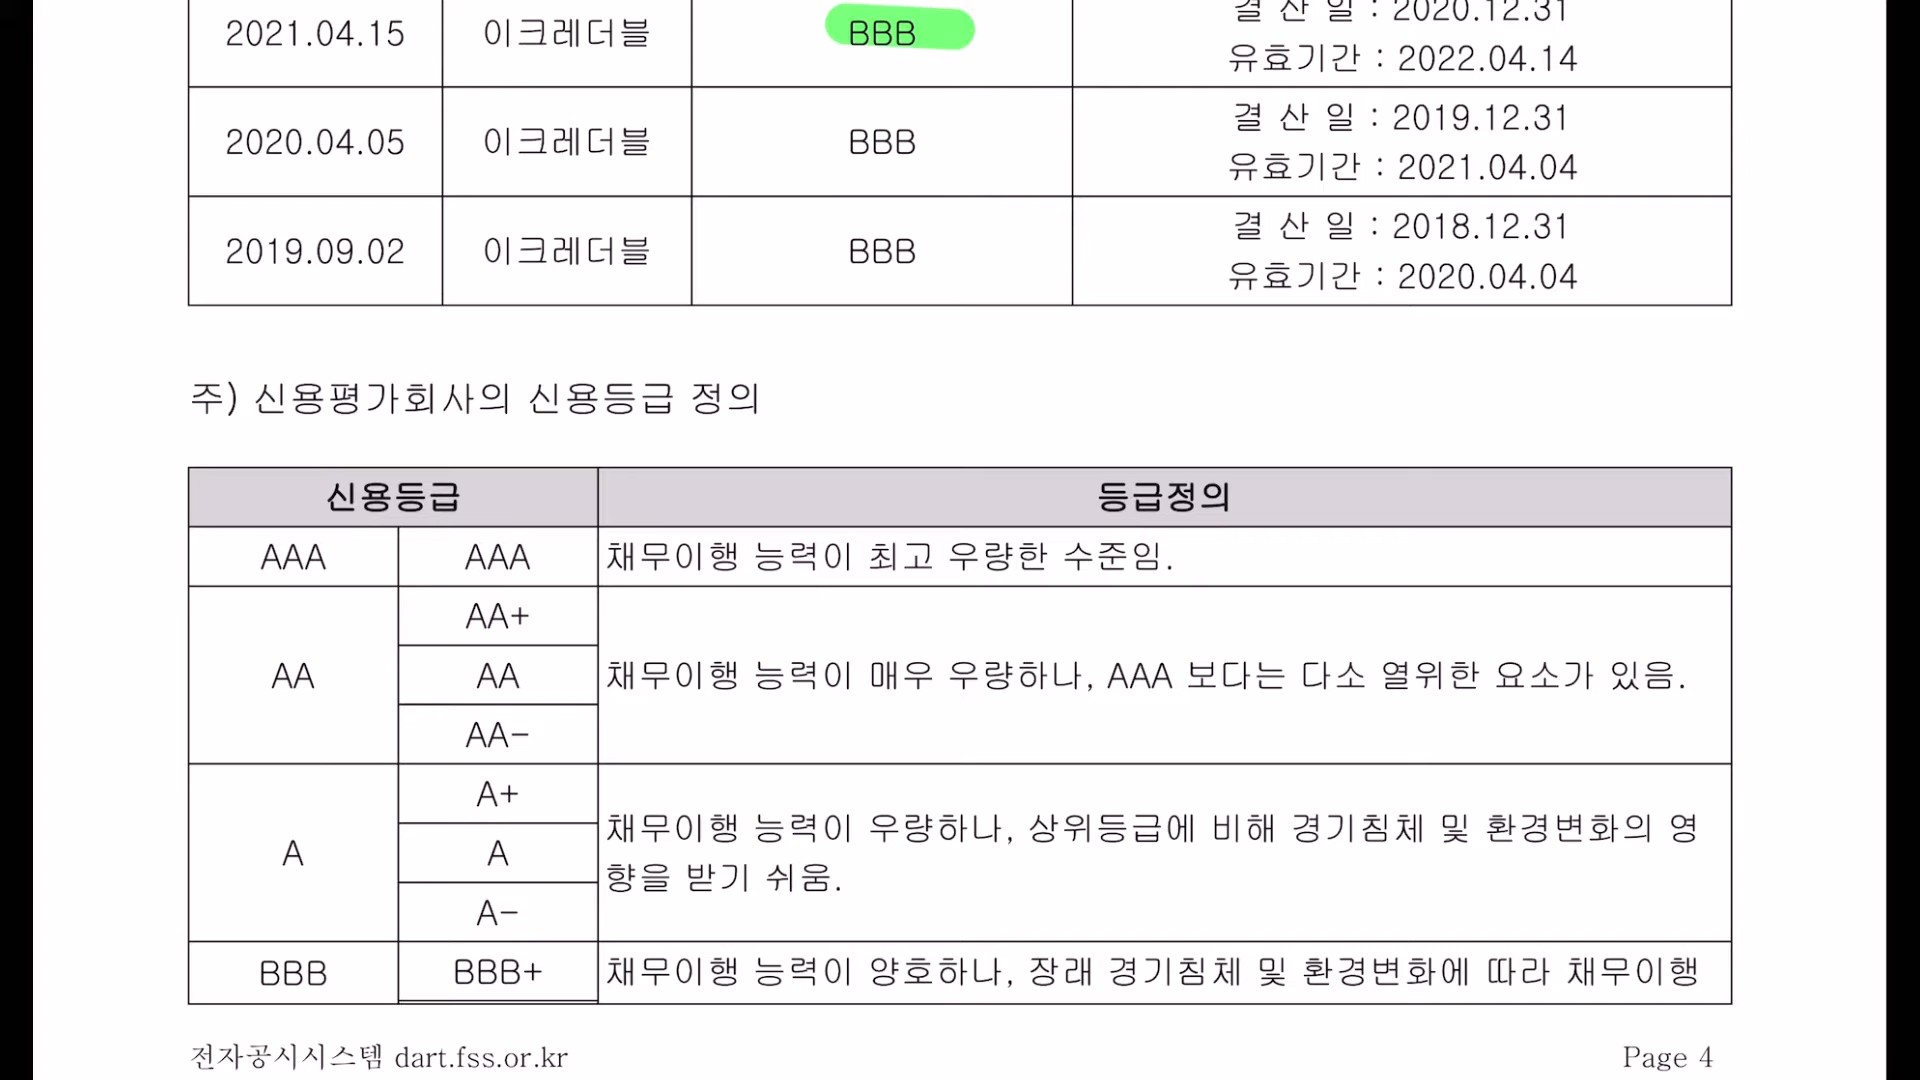 결 산 일 : 2020.12.31
2021.04.15 이크레더블 BBB
유효기간 : 2022.04.14
결 산 일 : 2019.12.31
2020.04.05 이크레더블 BBB
유효기간 : 2021.04.04
결 산 일 : 2018.12.31
2019.09.02 이크레더블 BBB
유효기간 : 2020.04.04
주) 신용평가회사의 신용등급 정의
신용등급 등급정의
AAA AAA 채무이행 능력이 최고 우량한 수준임.
AA+
AA AA 채무이행 능력이 매우 우량하나, AAA 보다는 다소 열위한 요소가 있음.
AA-
A+
채무이행 능력이 우량하나, 상위등급에 비해 경기침체 및 환경변화의 영
A A
향을 받기 쉬움.
A-
BBB BBB+ 채무이행 능력이 양호하나, 장래 경기침체 및 환경변화에 따라 채무이행
전자공시시스템 dart.fss.or.kr Page 4